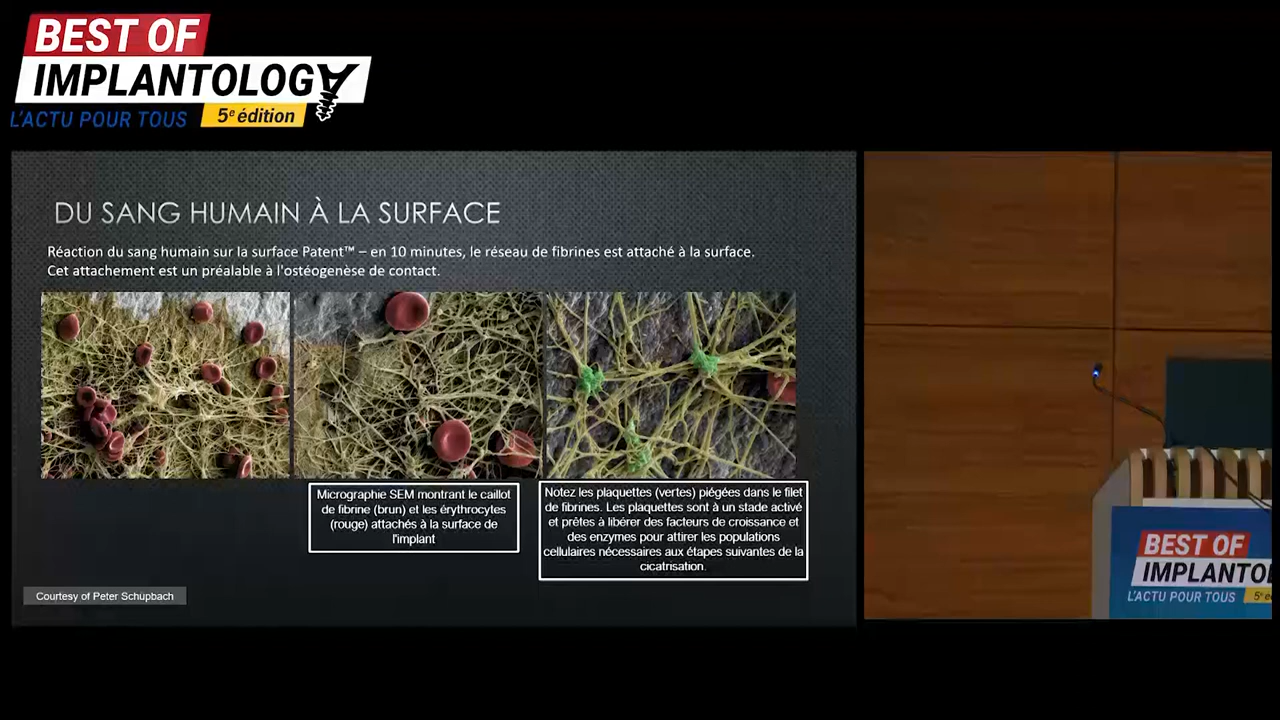 BEST OF
IMPLANTOLOGY
L'ACTU POUR TOUS
5e édition
DU SANG HUMAIN À LA SURFACE
Réaction du sang humain sur la surface Patent™ – en 10 minutes, le réseau de fibrines est attaché à la surface.
Cet attachement est un préalable à l'ostéogenèse de contact.
Micrographie SEM montrant le caillot
de fibrine (brun) et les érythrocytes
(rouge) attachés à la surface de
l'implant
Notez les plaquettes (vertes) piégées dans le filet
de fibrines. Les plaquettes sont à un stade activé
et prêtes à libérer des facteurs de croissance et
des enzymes pour attirer les populations
cellulaires nécessaires aux étapes suivantes de la
cicatrisation.
Courtesy of Peter Schüpbach
BEST OF
IMPLANTO
L'ACTU POUR TOUS
5e é